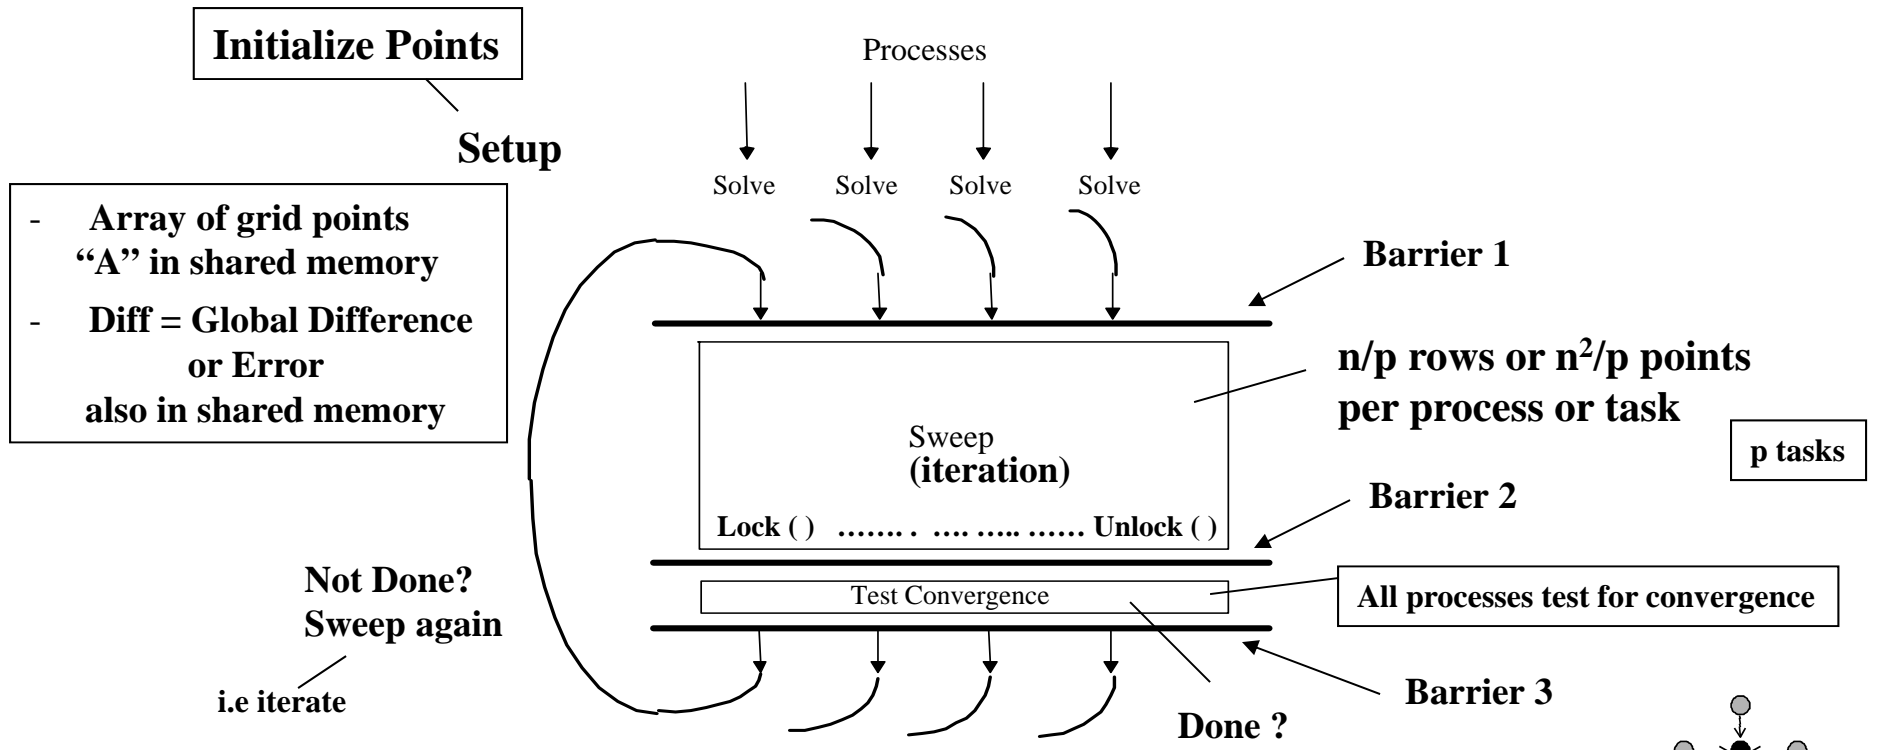 Initialize Points
Setup
- Array of grid points
“A” in shared memory
- Diff = Global Difference
or Error
also in shared memory
Processes
Solve Solve Solve Solve
Barrier 1
n/p rows or n²/p points
per process or task
p tasks
Sweep
(iteration)
Lock ( ) ……. . …. ….. …… Unlock ( )
Barrier 2
Test Convergence
All processes test for convergence
Not Done?
Sweep again
i.e iterate
Barrier 3
Done ?